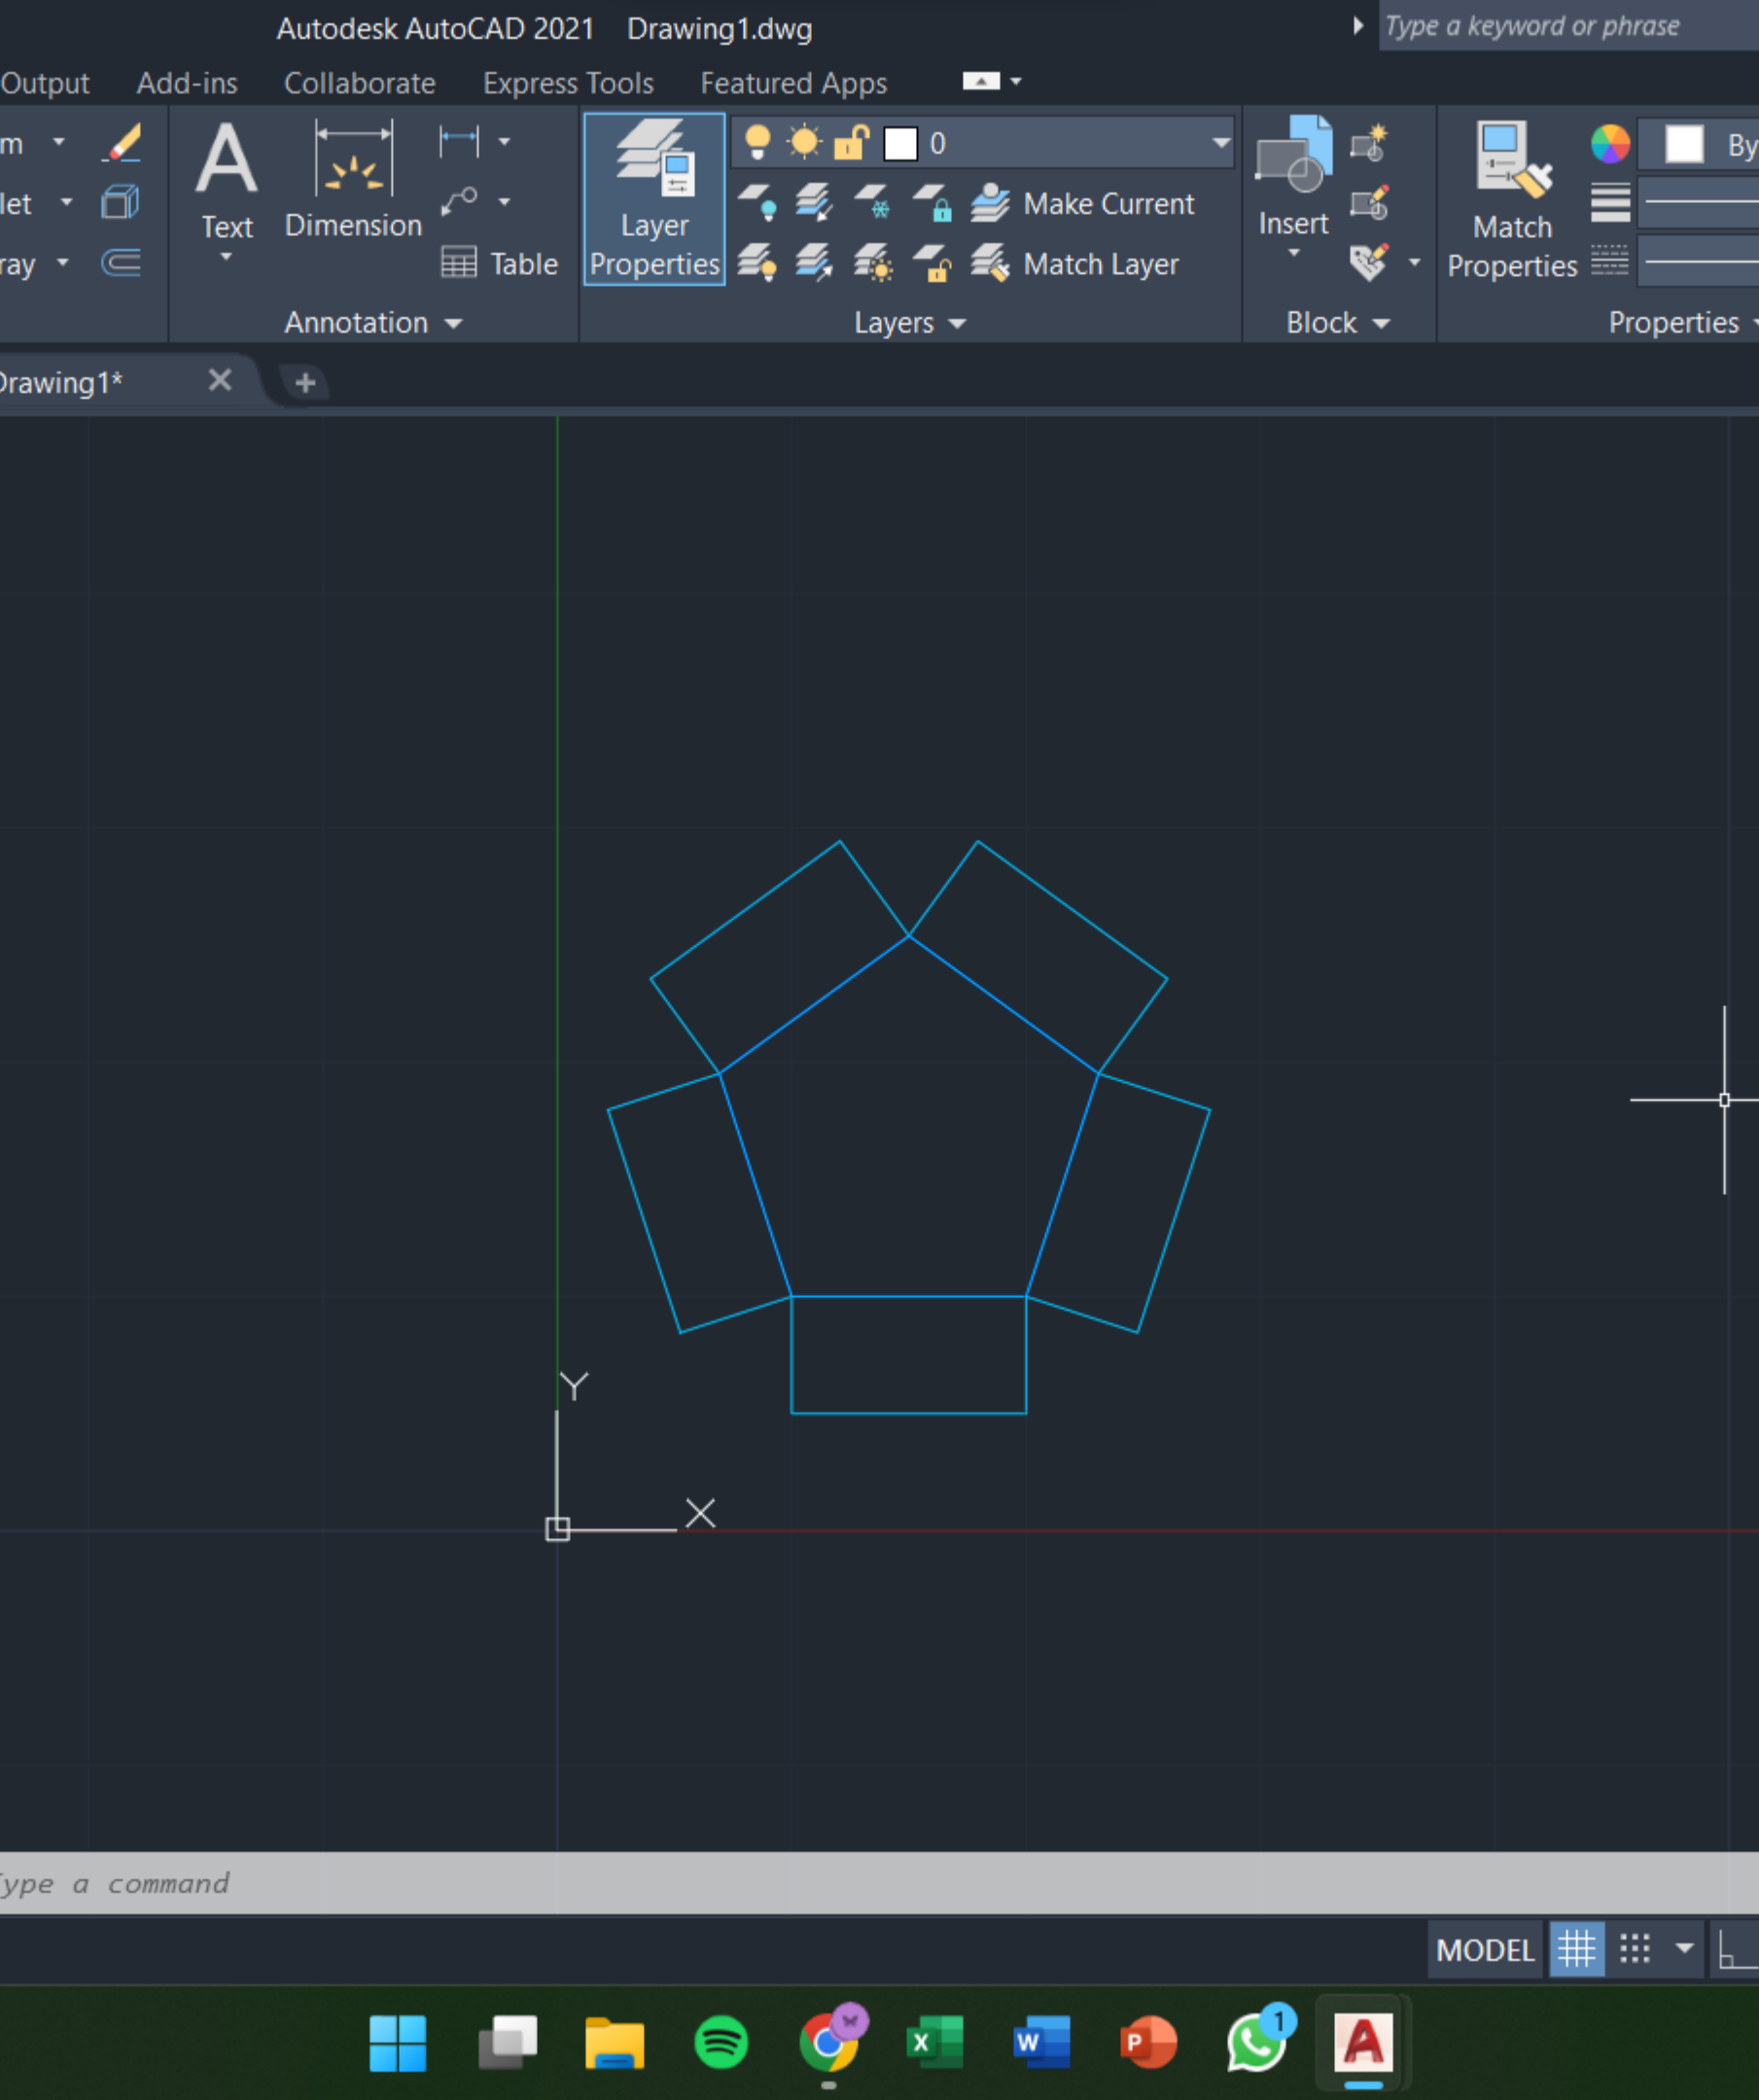 Autodesk AutoCAD 2021 Drawing1.dwg
Type a keyword or phrase
Output Add-ins Collaborate Express Tools Featured Apps
m
let
ray
A
Text
Dimension
Table
Annotation
Layer
Properties
0
Make Current
Match Layer
Layers
Insert
Block
Match
Properties
By
Properties
Drawing1*
Y
X
Type a command
MODEL
X
W
P
1
A